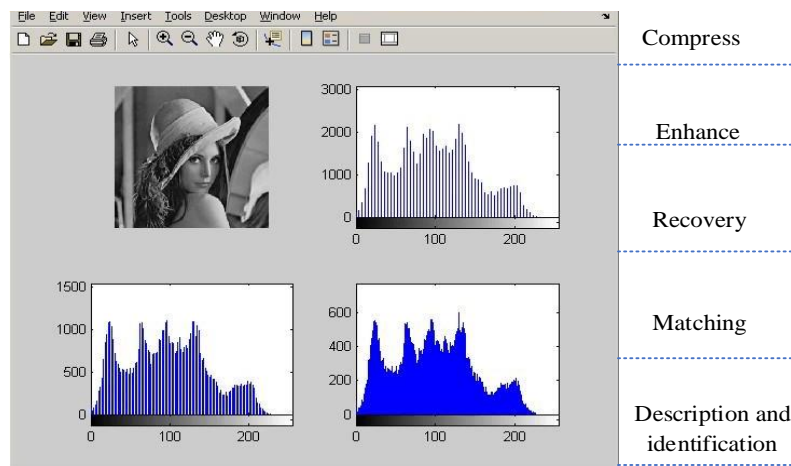 File Edit View Insert Tools Desktop Window Help
Compress
Enhance
Recovery
Matching
Description and
identification
3000
2000
1000
0
0 100 200
1500
1000
500
0
0 100 200
600
400
200
0
0 100 200